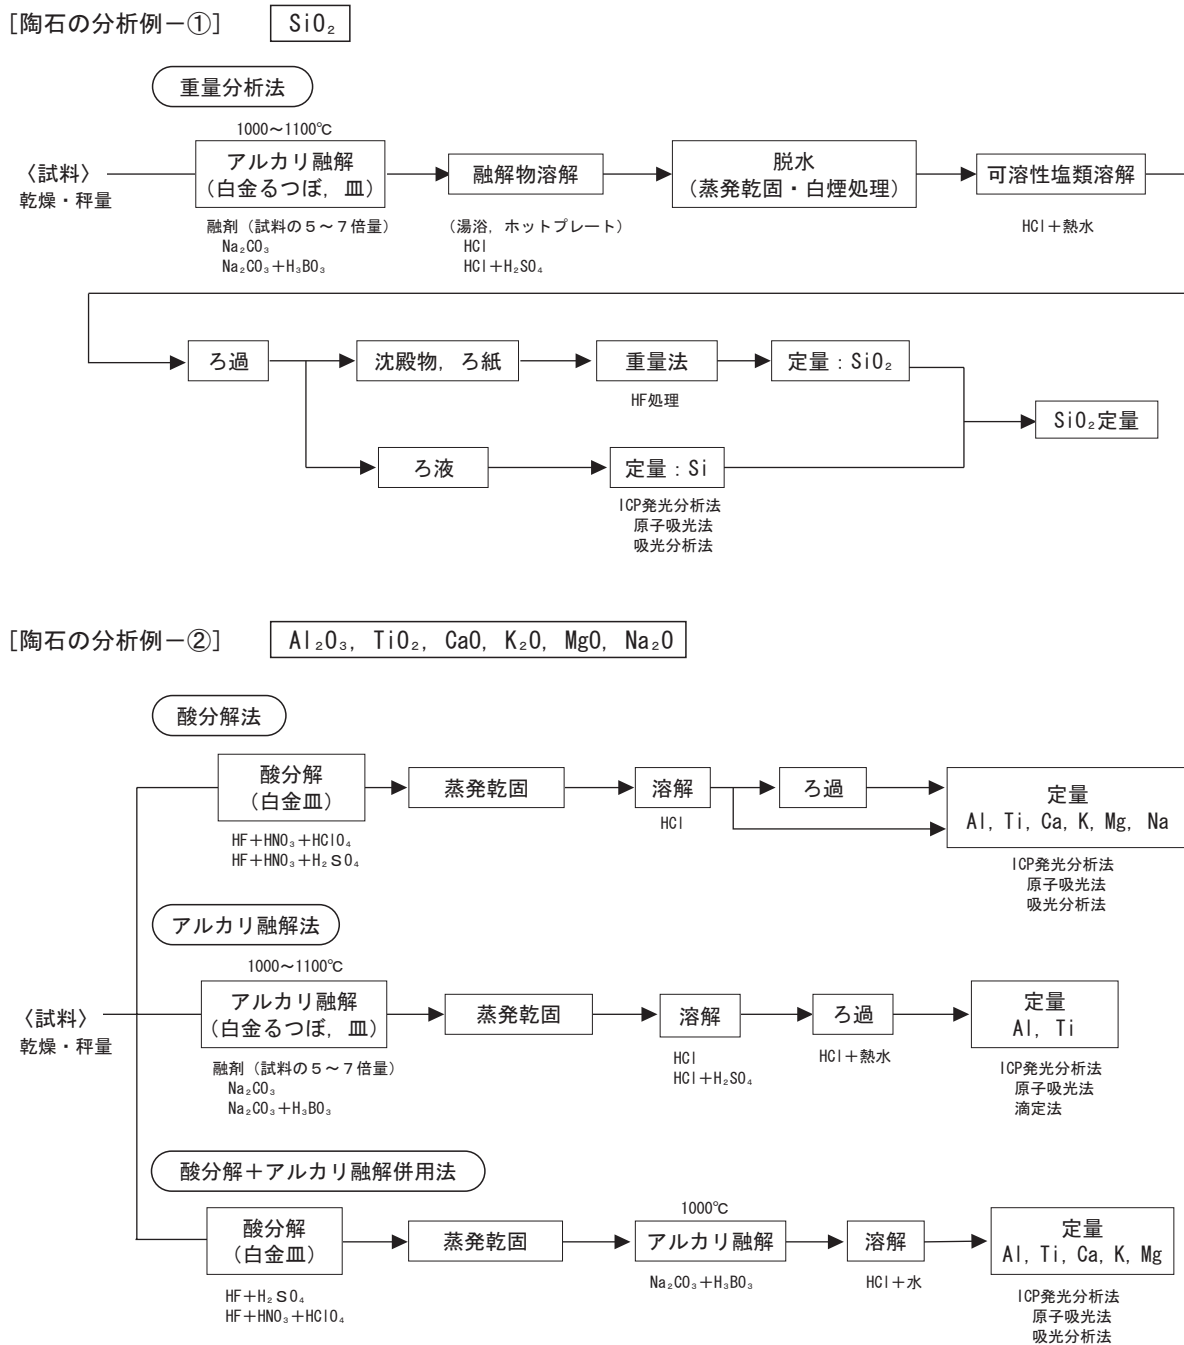 [陶石の分析例－①] SiO₂
重量分析法
1000～1100℃
〈試料〉
乾燥・秤量
アルカリ融解
（白金るつぼ，皿）
融剤（試料の５～７倍量）
Na₂CO₃
Na₂CO₃＋H₃BO₃
融解物溶解
（湯浴，ホットプレート）
HCl
HCl＋H₂SO₄
脱水
（蒸発乾固・白煙処理）
可溶性塩類溶解
HCl＋熱水
ろ過
沈殿物，ろ紙
重量法
HF処理
定量：SiO₂
SiO₂定量
ろ液
定量：Si
ICP発光分析法
原子吸光法
吸光分析法
[陶石の分析例－②] Al₂O₃, TiO₂, CaO, K₂O, MgO, Na₂O
酸分解法
酸分解
（白金皿）
HF＋HNO₃＋HClO₄
HF＋HNO₃＋H₂SO₄
蒸発乾固
溶解
HCl
ろ過
定量
Al, Ti, Ca, K, Mg, Na
ICP発光分析法
原子吸光法
吸光分析法
アルカリ融解法
1000～1100℃
〈試料〉
乾燥・秤量
アルカリ融解
（白金るつぼ，皿）
融剤（試料の５～７倍量）
Na₂CO₃
Na₂CO₃＋H₃BO₃
蒸発乾固
溶解
HCl
HCl＋H₂SO₄
ろ過
HCl＋熱水
定量
Al, Ti
ICP発光分析法
原子吸光法
滴定法
酸分解＋アルカリ融解併用法
酸分解
（白金皿）
HF＋H₂SO₄
HF＋HNO₃＋HClO₄
蒸発乾固
1000℃
アルカリ融解
Na₂CO₃＋H₃BO₃
溶解
HCl＋水
定量
Al, Ti, Ca, K, Mg
ICP発光分析法
原子吸光法
吸光分析法